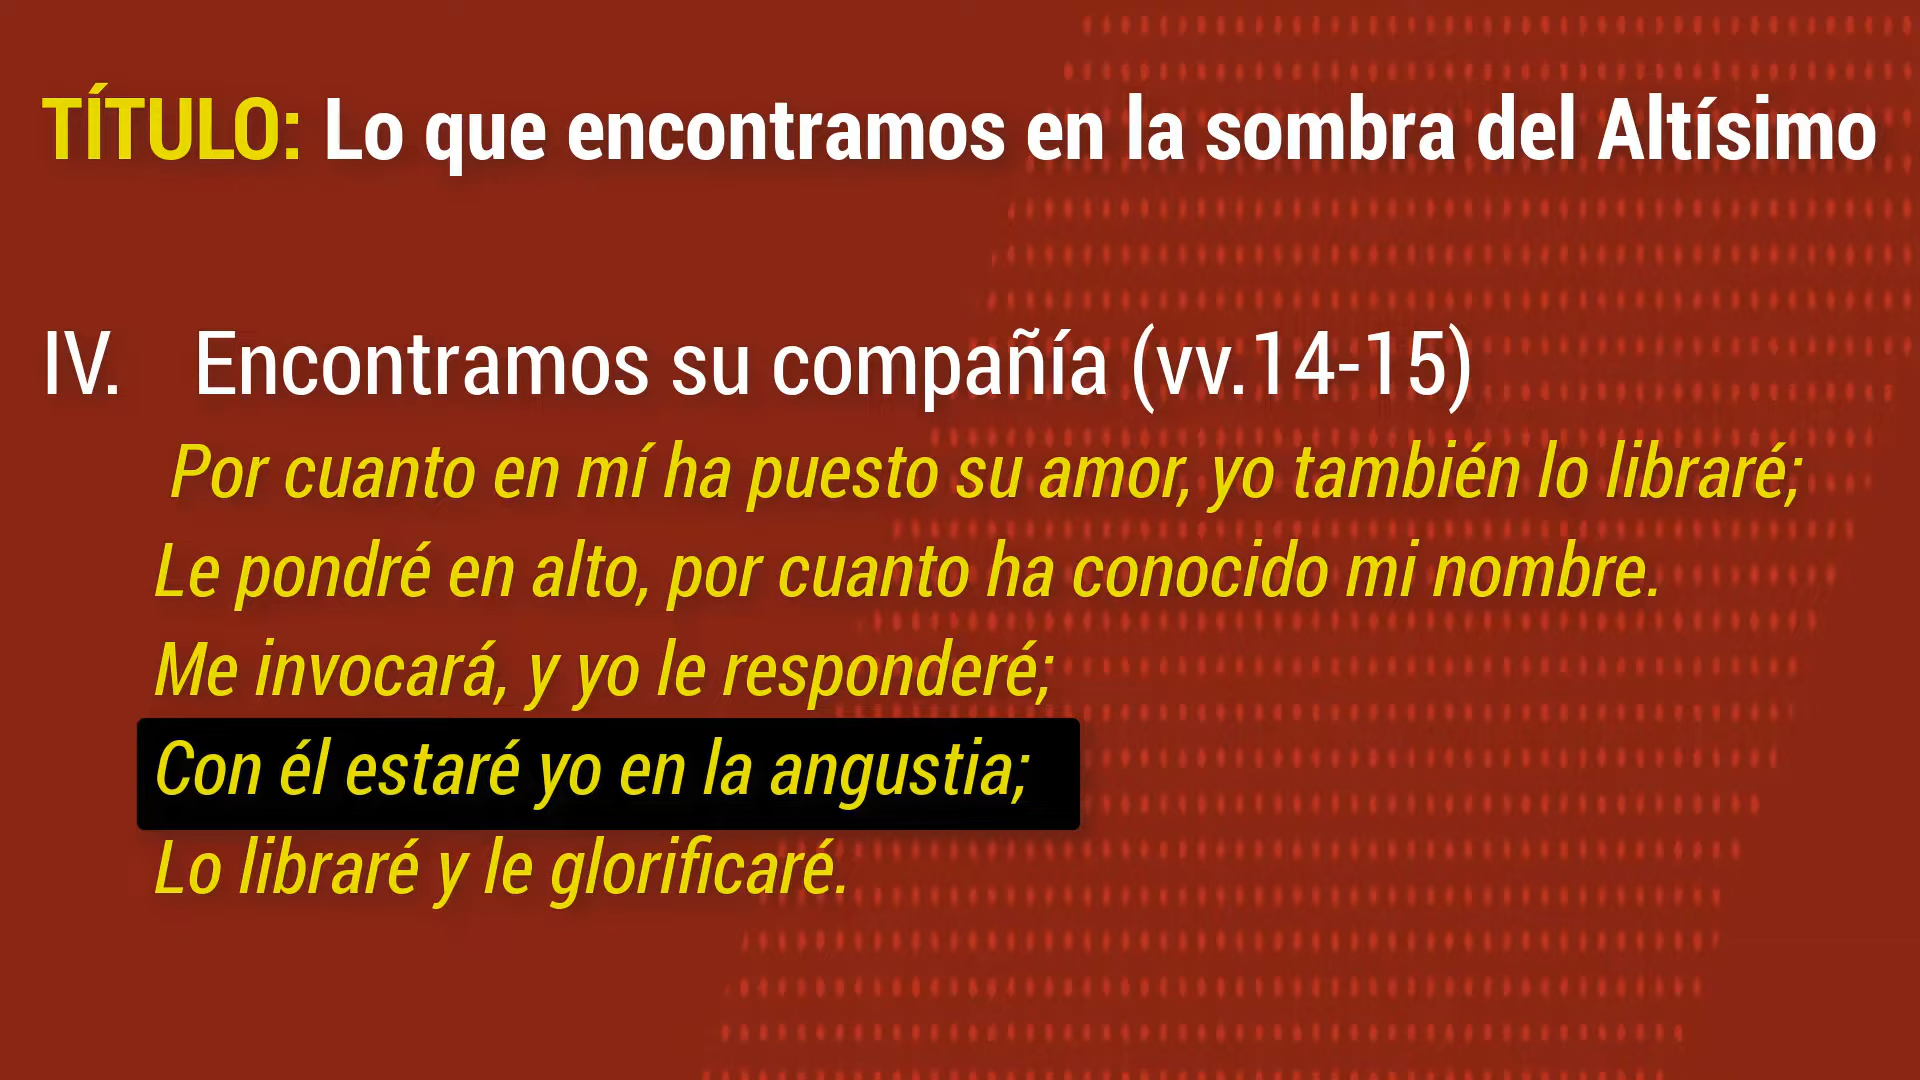 TÍTULO: Lo que encontramos en la sombra del Altísimo
IV. Encontramos su compañía (vv.14-15)
Por cuanto en mí ha puesto su amor, yo también lo libraré;
Le pondré en alto, por cuanto ha conocido mi nombre.
Me invocará, y yo le responderé;
Con él estaré yo en la angustia;
Lo libraré y le glorificaré.